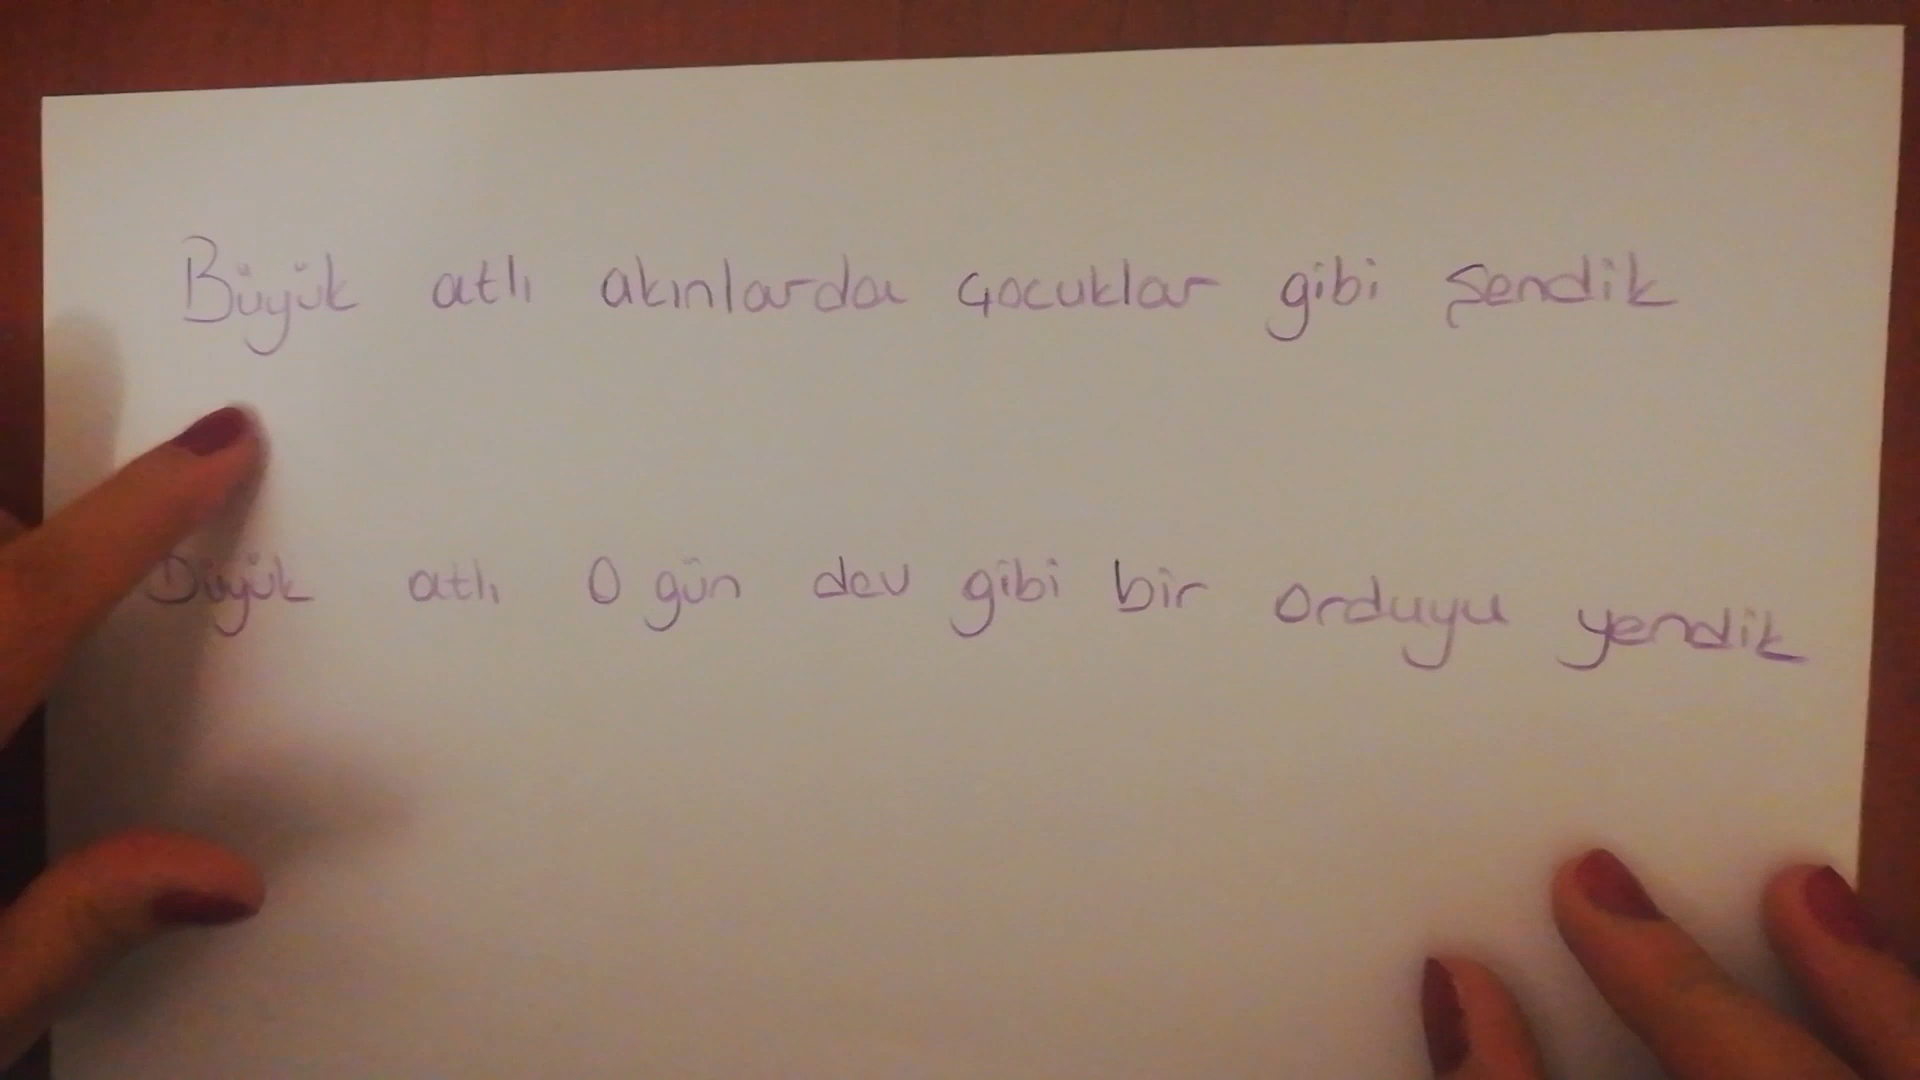 Büyük atlı akınlarda çocuklar gibi şendik
Büyük atlı O gün dev gibi bir orduyu yendik